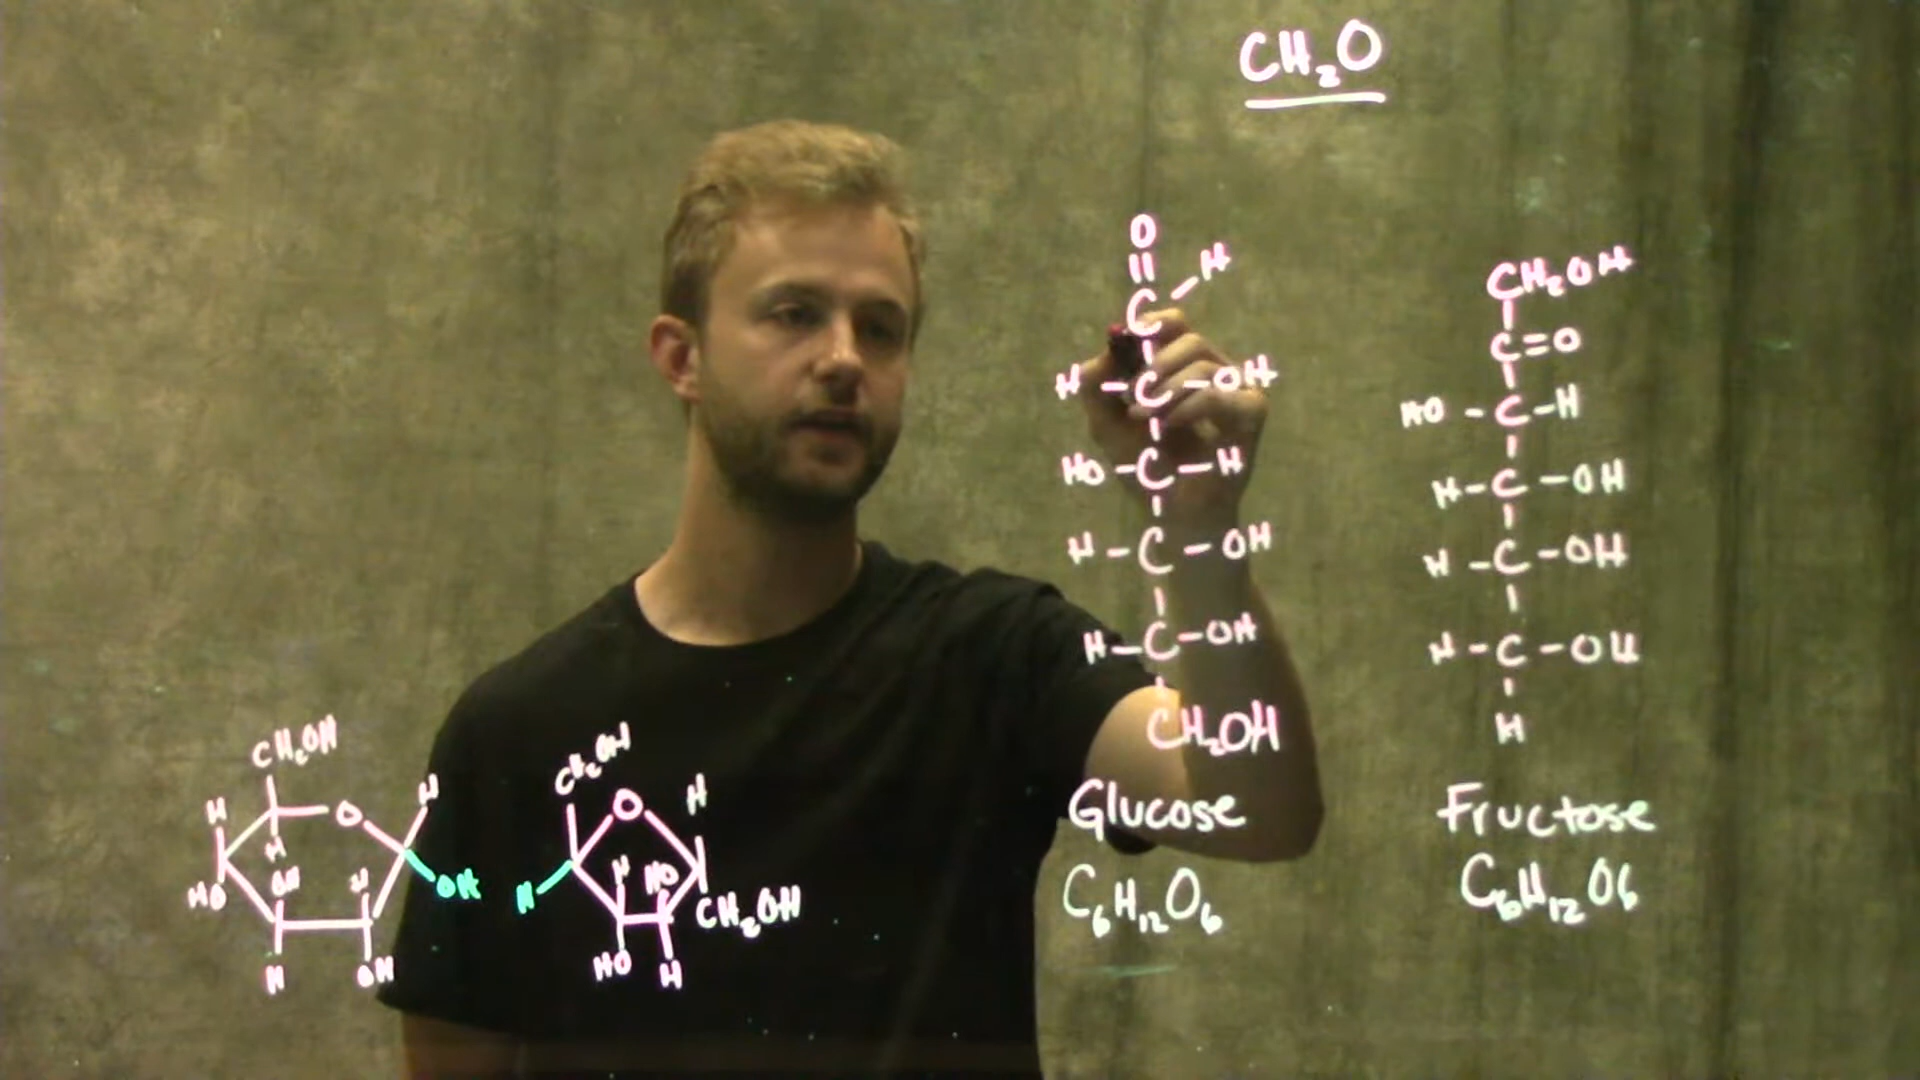 CH₂O
O
||
C H
H - C - OH
HO - C - H
H - C - OH
H - C - OH
CH₂OH
Glucose
C₆H₁₂O₆
CH₂OH
C=O
HO - C - H
H - C - OH
H - C - OH
H - C - OH
H
Fructose
C₆H₁₂O₆
CH₂OH
H O H
H
HO OH H OH
H OH
CH₂OH
O H
H H HO
CH₂OH
HO H